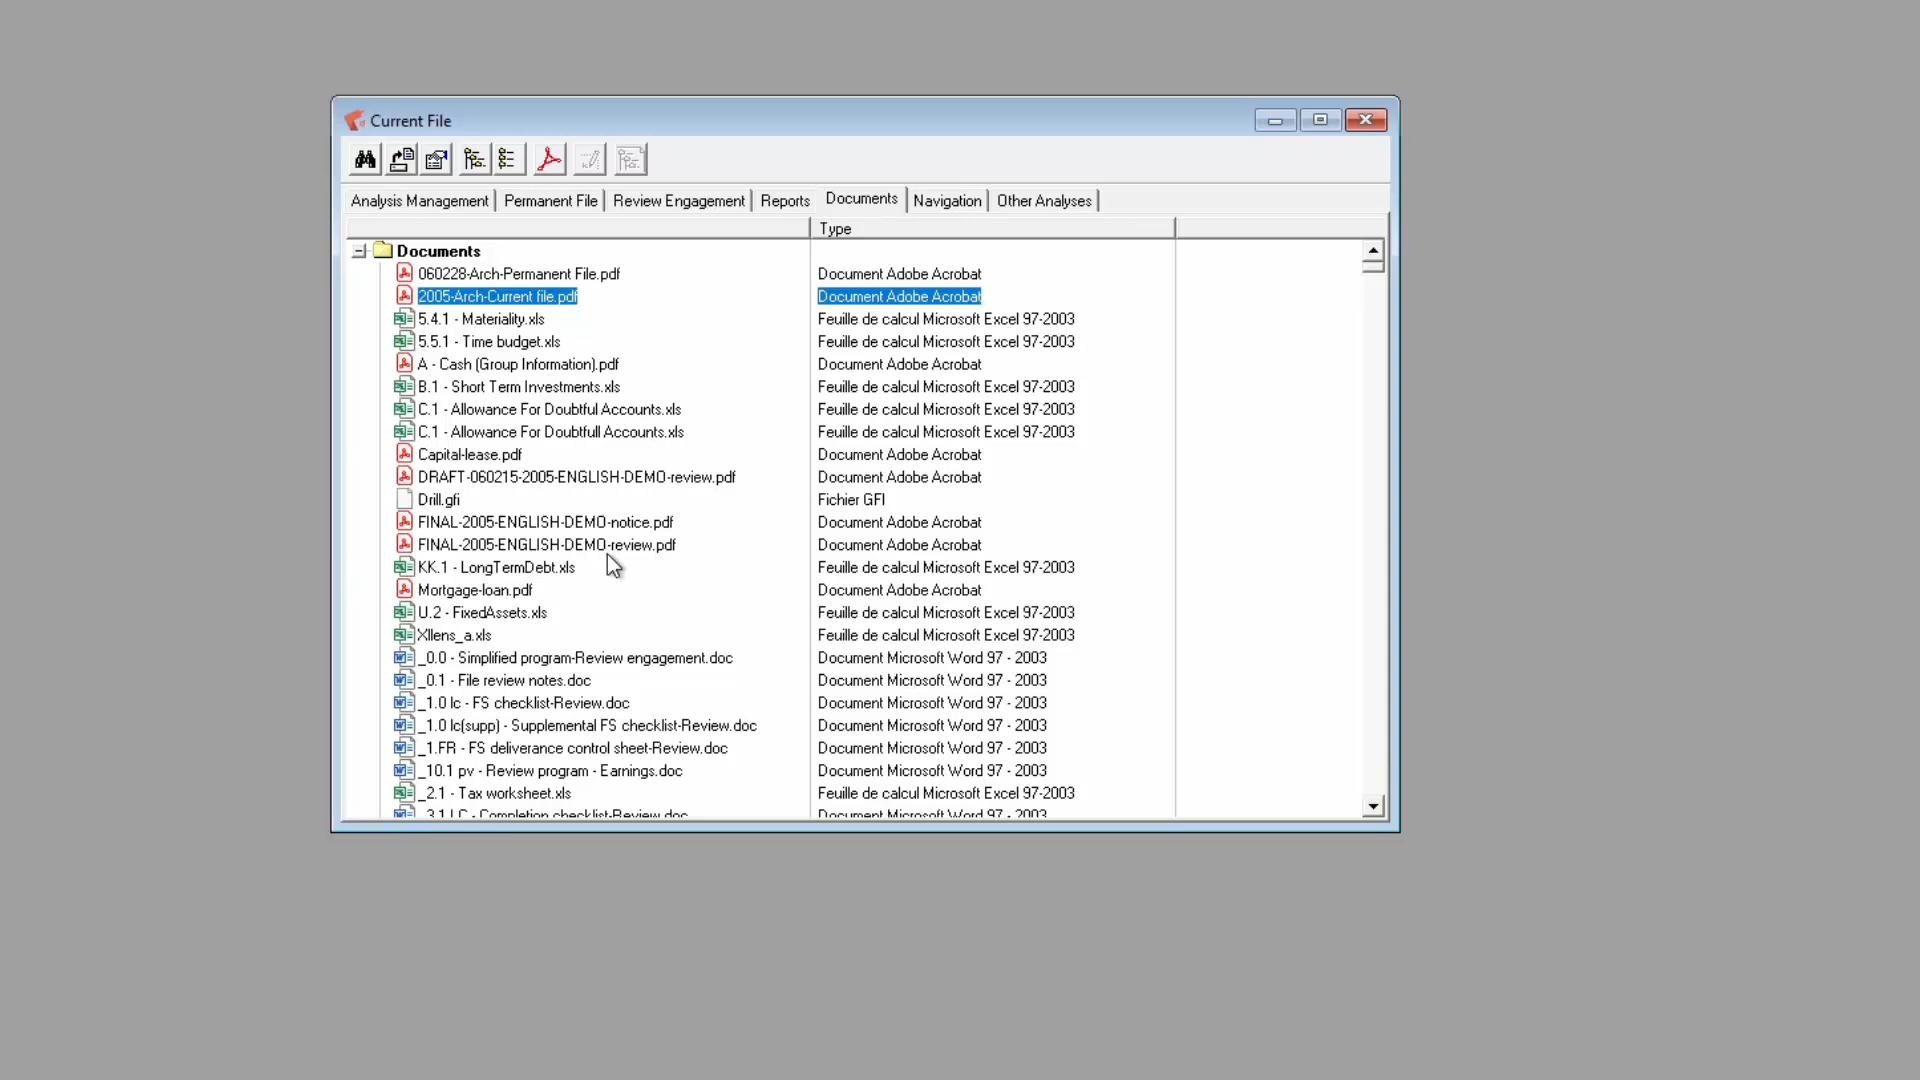 Current File
Analysis Management Permanent File Review Engagement Reports Documents Navigation Other Analyses
Type
Documents
060228-Arch-Permanent File.pdf Document Adobe Acrobat
2005-Arch-Current file.pdf Document Adobe Acrobat
5.4.1 - Materiality.xls Feuille de calcul Microsoft Excel 97-2003
5.5.1 - Time budget.xls Feuille de calcul Microsoft Excel 97-2003
A - Cash (Group Information).pdf Document Adobe Acrobat
B.1 - Short Term Investments.xls Feuille de calcul Microsoft Excel 97-2003
C.1 - Allowance For Doubtful Accounts.xls Feuille de calcul Microsoft Excel 97-2003
C.1 - Allowance For Doubtfull Accounts.xls Feuille de calcul Microsoft Excel 97-2003
Capital-lease.pdf Document Adobe Acrobat
DRAFT-060215-2005-ENGLISH-DEMO-review.pdf Document Adobe Acrobat
Drill.gfi Fichier GFI
FINAL-2005-ENGLISH-DEMO-notice.pdf Document Adobe Acrobat
FINAL-2005-ENGLISH-DEMO-review.pdf Document Adobe Acrobat
KK.1 - LongTermDebt.xls Feuille de calcul Microsoft Excel 97-2003
Mortgage-loan.pdf Document Adobe Acrobat
U.2 - FixedAssets.xls Feuille de calcul Microsoft Excel 97-2003
Xllens_a.xls Feuille de calcul Microsoft Excel 97-2003
_0.0 - Simplified program-Review engagement.doc Document Microsoft Word 97 - 2003
_0.1 - File review notes.doc Document Microsoft Word 97 - 2003
_1.0 lc - FS checklist-Review.doc Document Microsoft Word 97 - 2003
_1.0 lc(supp) - Supplemental FS checklist-Review.doc Document Microsoft Word 97 - 2003
_1.FR - FS deliverance control sheet-Review.doc Document Microsoft Word 97 - 2003
_10.1 pv - Review program - Earnings.doc Document Microsoft Word 97 - 2003
_2.1 - Tax worksheet.xls Feuille de calcul Microsoft Excel 97-2003
_3.1 LC - Completion checklist-Review.doc Document Microsoft Word 97 - 2003